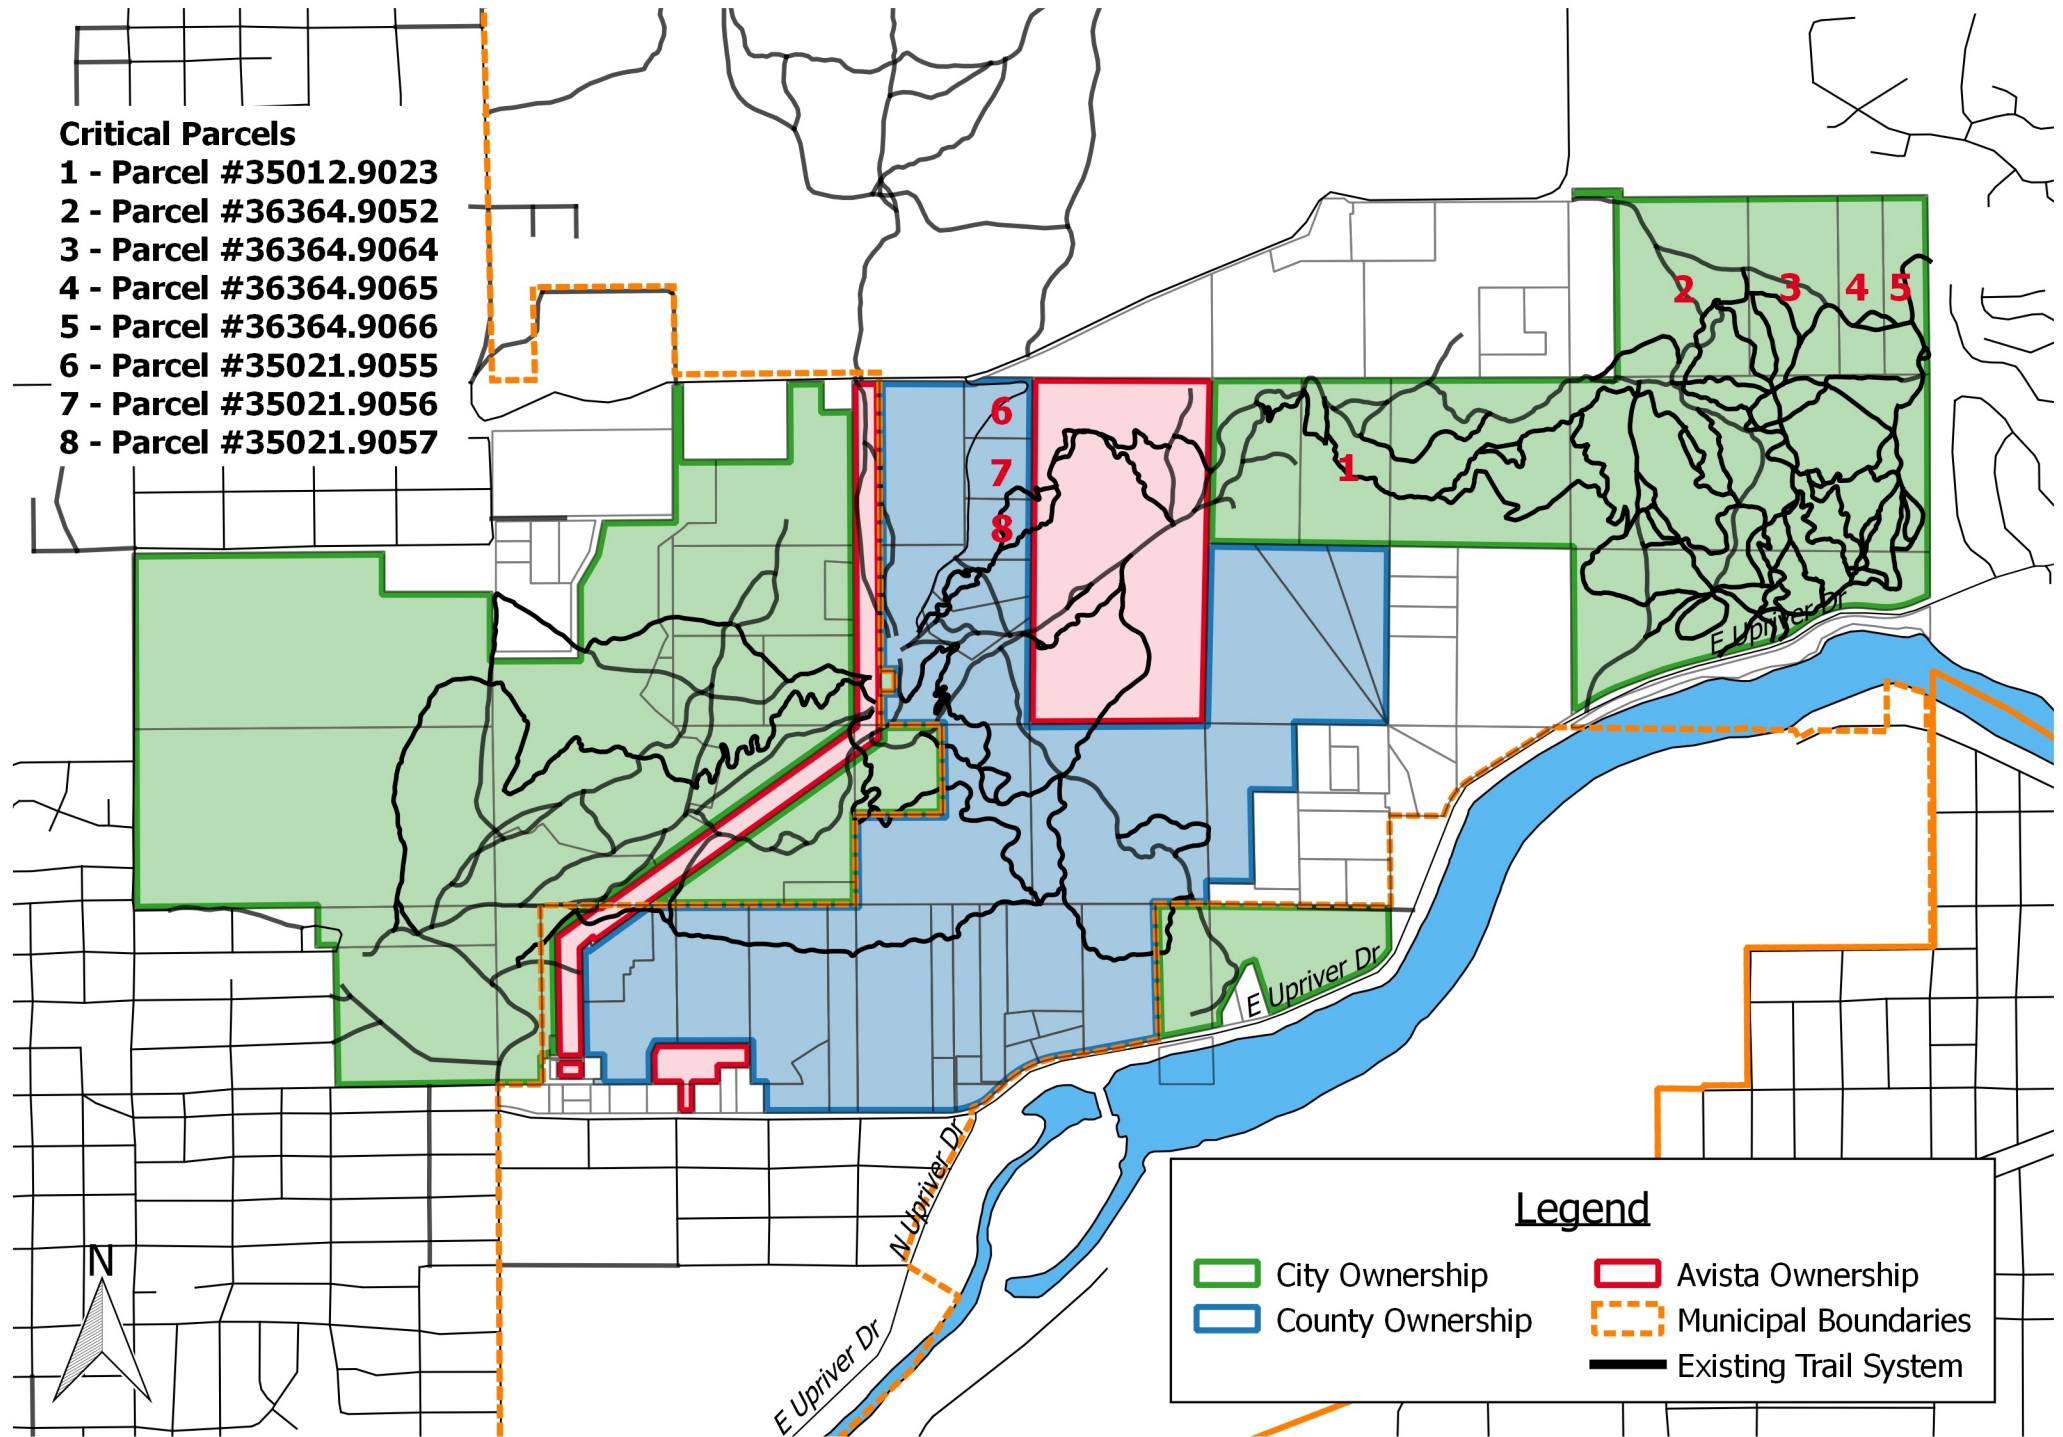 Critical Parcels
1 - Parcel #35012.9023
2 - Parcel #36364.9052
3 - Parcel #36364.9064
4 - Parcel #36364.9065
5 - Parcel #36364.9066
6 - Parcel #35021.9055
7 - Parcel #35021.9056
8 - Parcel #35021.9057
2
3
4
5
6
7
1
8
E Upriver Dr
E Upriver Dr
N Upriver Dr
E Upriver Dr
N
Legend
City Ownership
County Ownership
Avista Ownership
Municipal Boundaries
Existing Trail System